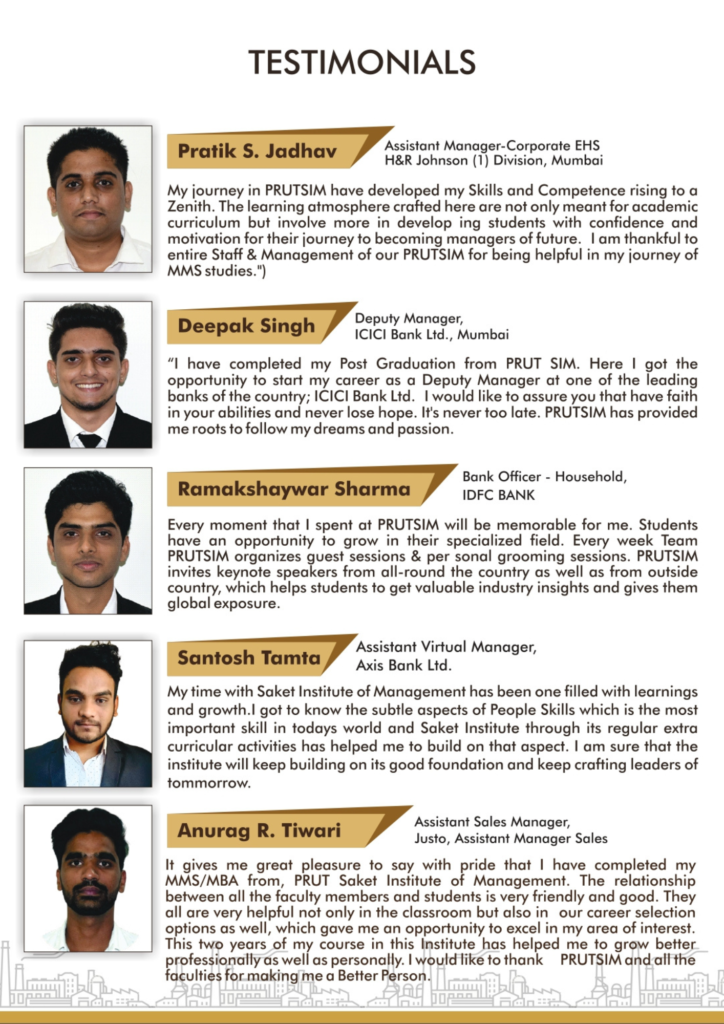 TESTIMONIALS
Pratik S. Jadhav
Assistant Manager-Corporate EHS
H&R Johnson (1) Division, Mumbai
My journey in PRUTSIM have developed my Skills and Competence rising to a
Zenith. The learning atmosphere crafted here are not only meant for academic
curriculum but involve more in develop ing students with confidence and
motivation for their journey to becoming managers of future.  I am thankful to
entire Staff & Management of our PRUTSIM for being helpful in my journey of
MMS studies.")
Deepak Singh
Deputy Manager,
ICICI Bank Ltd., Mumbai
“I have completed my Post Graduation from PRUT SIM. Here I got the
opportunity to start my career as a Deputy Manager at one of the leading
banks of the country; ICICI Bank Ltd.  I would like to assure you that have faith
in your abilities and never lose hope. It's never too late. PRUTSIM has provided
me roots to follow my dreams and passion.
Ramakshaywar Sharma
Bank Officer - Household,
IDFC BANK
Every moment that I spent at PRUTSIM will be memorable for me. Students
have an opportunity to grow in their specialized field. Every week Team
PRUTSIM organizes guest sessions & per sonal grooming sessions. PRUTSIM
invites keynote speakers from all-round the country as well as from outside
country, which helps students to get valuable industry insights and gives them
global exposure.
Santosh Tamta
Assistant Virtual Manager,
Axis Bank Ltd.
My time with Saket Institute of Management has been one filled with learnings
and growth.I got to know the subtle aspects of People Skills which is the most
important skill in todays world and Saket Institute through its regular extra
curricular activities has helped me to build on that aspect. I am sure that the
institute will keep building on its good foundation and keep crafting leaders of
tommorrow.
Anurag R. Tiwari
Assistant Sales Manager,
Justo, Assistant Manager Sales
It gives me great pleasure to say with pride that I have completed my
MMS/MBA from, PRUT Saket Institute of Management. The relationship
between all the faculty members and students is very friendly and good. They
all are very helpful not only in the classroom but also in  our career selection
options as well, which gave me an opportunity to excel in my area of interest.
This two years of my course in this Institute has helped me to grow better
professionally as well as personally. I would like to thank    PRUTSIM and all the
faculties for making me a Better Person.